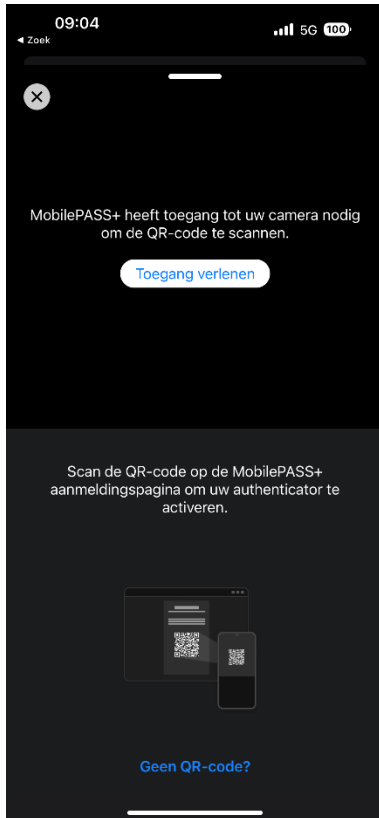 09:04
◀ Zoek
5G 100
MobilePASS+ heeft toegang tot uw camera nodig
om de QR-code te scannen.
Toegang verlenen
Scan de QR-code op de MobilePASS+
aanmeldingspagina om uw authenticator te
activeren.
Geen QR-code?